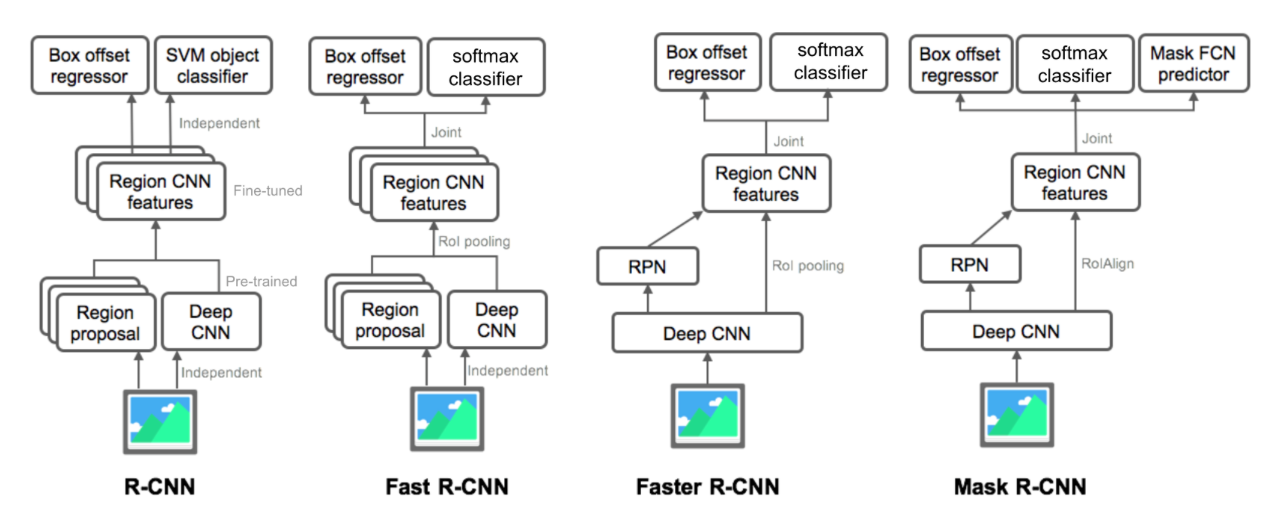 Box offset
regressor
SVM object
classifier
Independent
Region CNN
features
Fine-tuned
Pre-trained
Region
proposal
Deep
CNN
Independent
R-CNN
Box offset
regressor
softmax
classifier
Joint
Region CNN
features
RoI pooling
Region
proposal
Deep
CNN
Independent
Fast R-CNN
Box offset
regressor
softmax
classifier
Joint
Region CNN
features
RPN
RoI pooling
Deep CNN
Faster R-CNN
Box offset
regressor
softmax
classifier
Mask FCN
predictor
Joint
Region CNN
features
RPN
RoIAlign
Deep CNN
Mask R-CNN